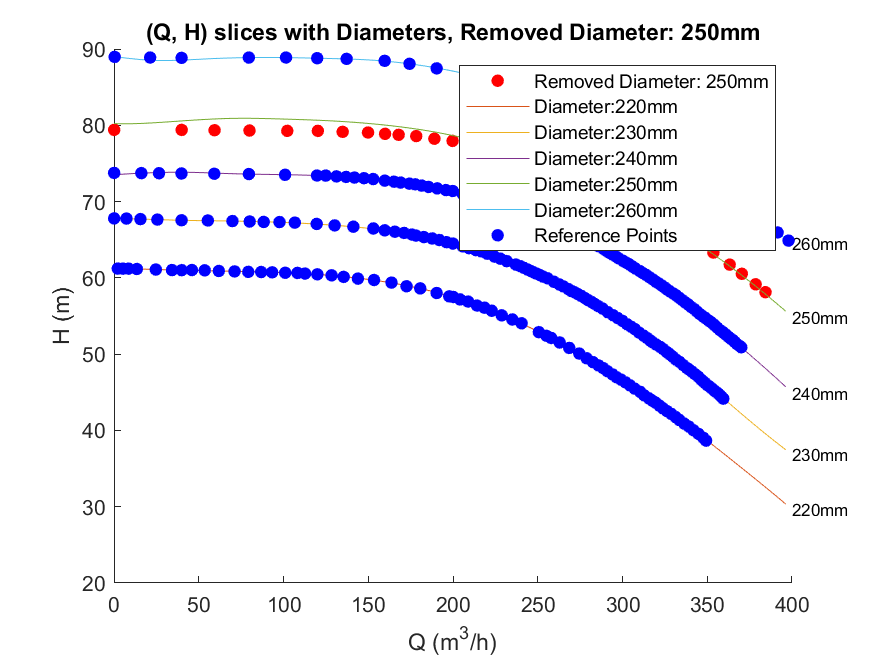 (Q, H) slices with Diameters, Removed Diameter: 250mm
90
80
70
60
50
40
30
20
H (m)
Removed Diameter: 250mm
Diameter:220mm
Diameter:230mm
Diameter:240mm
Diameter:250mm
Diameter:260mm
Reference Points
260mm
250mm
240mm
230mm
220mm
0 50 100 150 200 250 300 350 400
Q (m³/h)